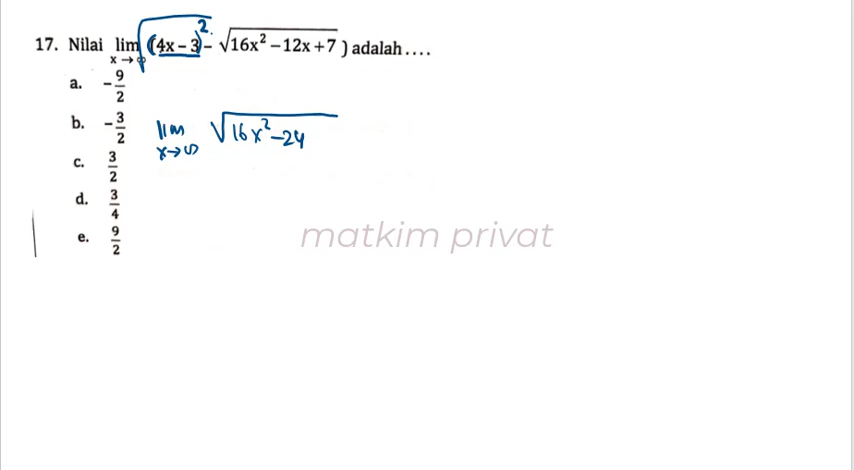 17. Nilai lim x → ∞ √((4x – 3)² – √16x² – 12x + 7 ) adalah ....
a. –9/2
b. –3/2
lim x→∞ √16x² – 24
c. 3/2
d. 3/4
e. 9/2
matkim privat